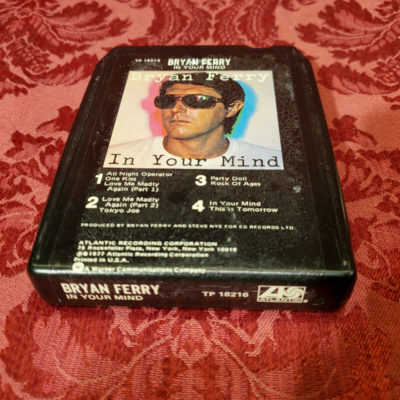 TP 18216 BRYAN FERRY
IN YOUR MIND
Bryan Ferry
In Your Mind
1 All Night Operator
One Kiss
Love Me Madly
Again (Part 1)
2 Love Me Madly
Again (Part 2)
Tokyo Joe
3 Party Doll
Rock Of Ages
4 In Your Mind
This Is Tomorrow
PRODUCED BY BRYAN FERRY AND STEVE NYE FOR EG RECORDS LTD.
ATLANTIC RECORDING CORPORATION
75 Rockefeller Plaza, New York, New York 10019
©℗1977 Atlantic Recording Corporation
Printed in U.S.A.
A Warner Communications Company
BRYAN FERRY
IN YOUR MIND
TP 18216
ATLANTIC